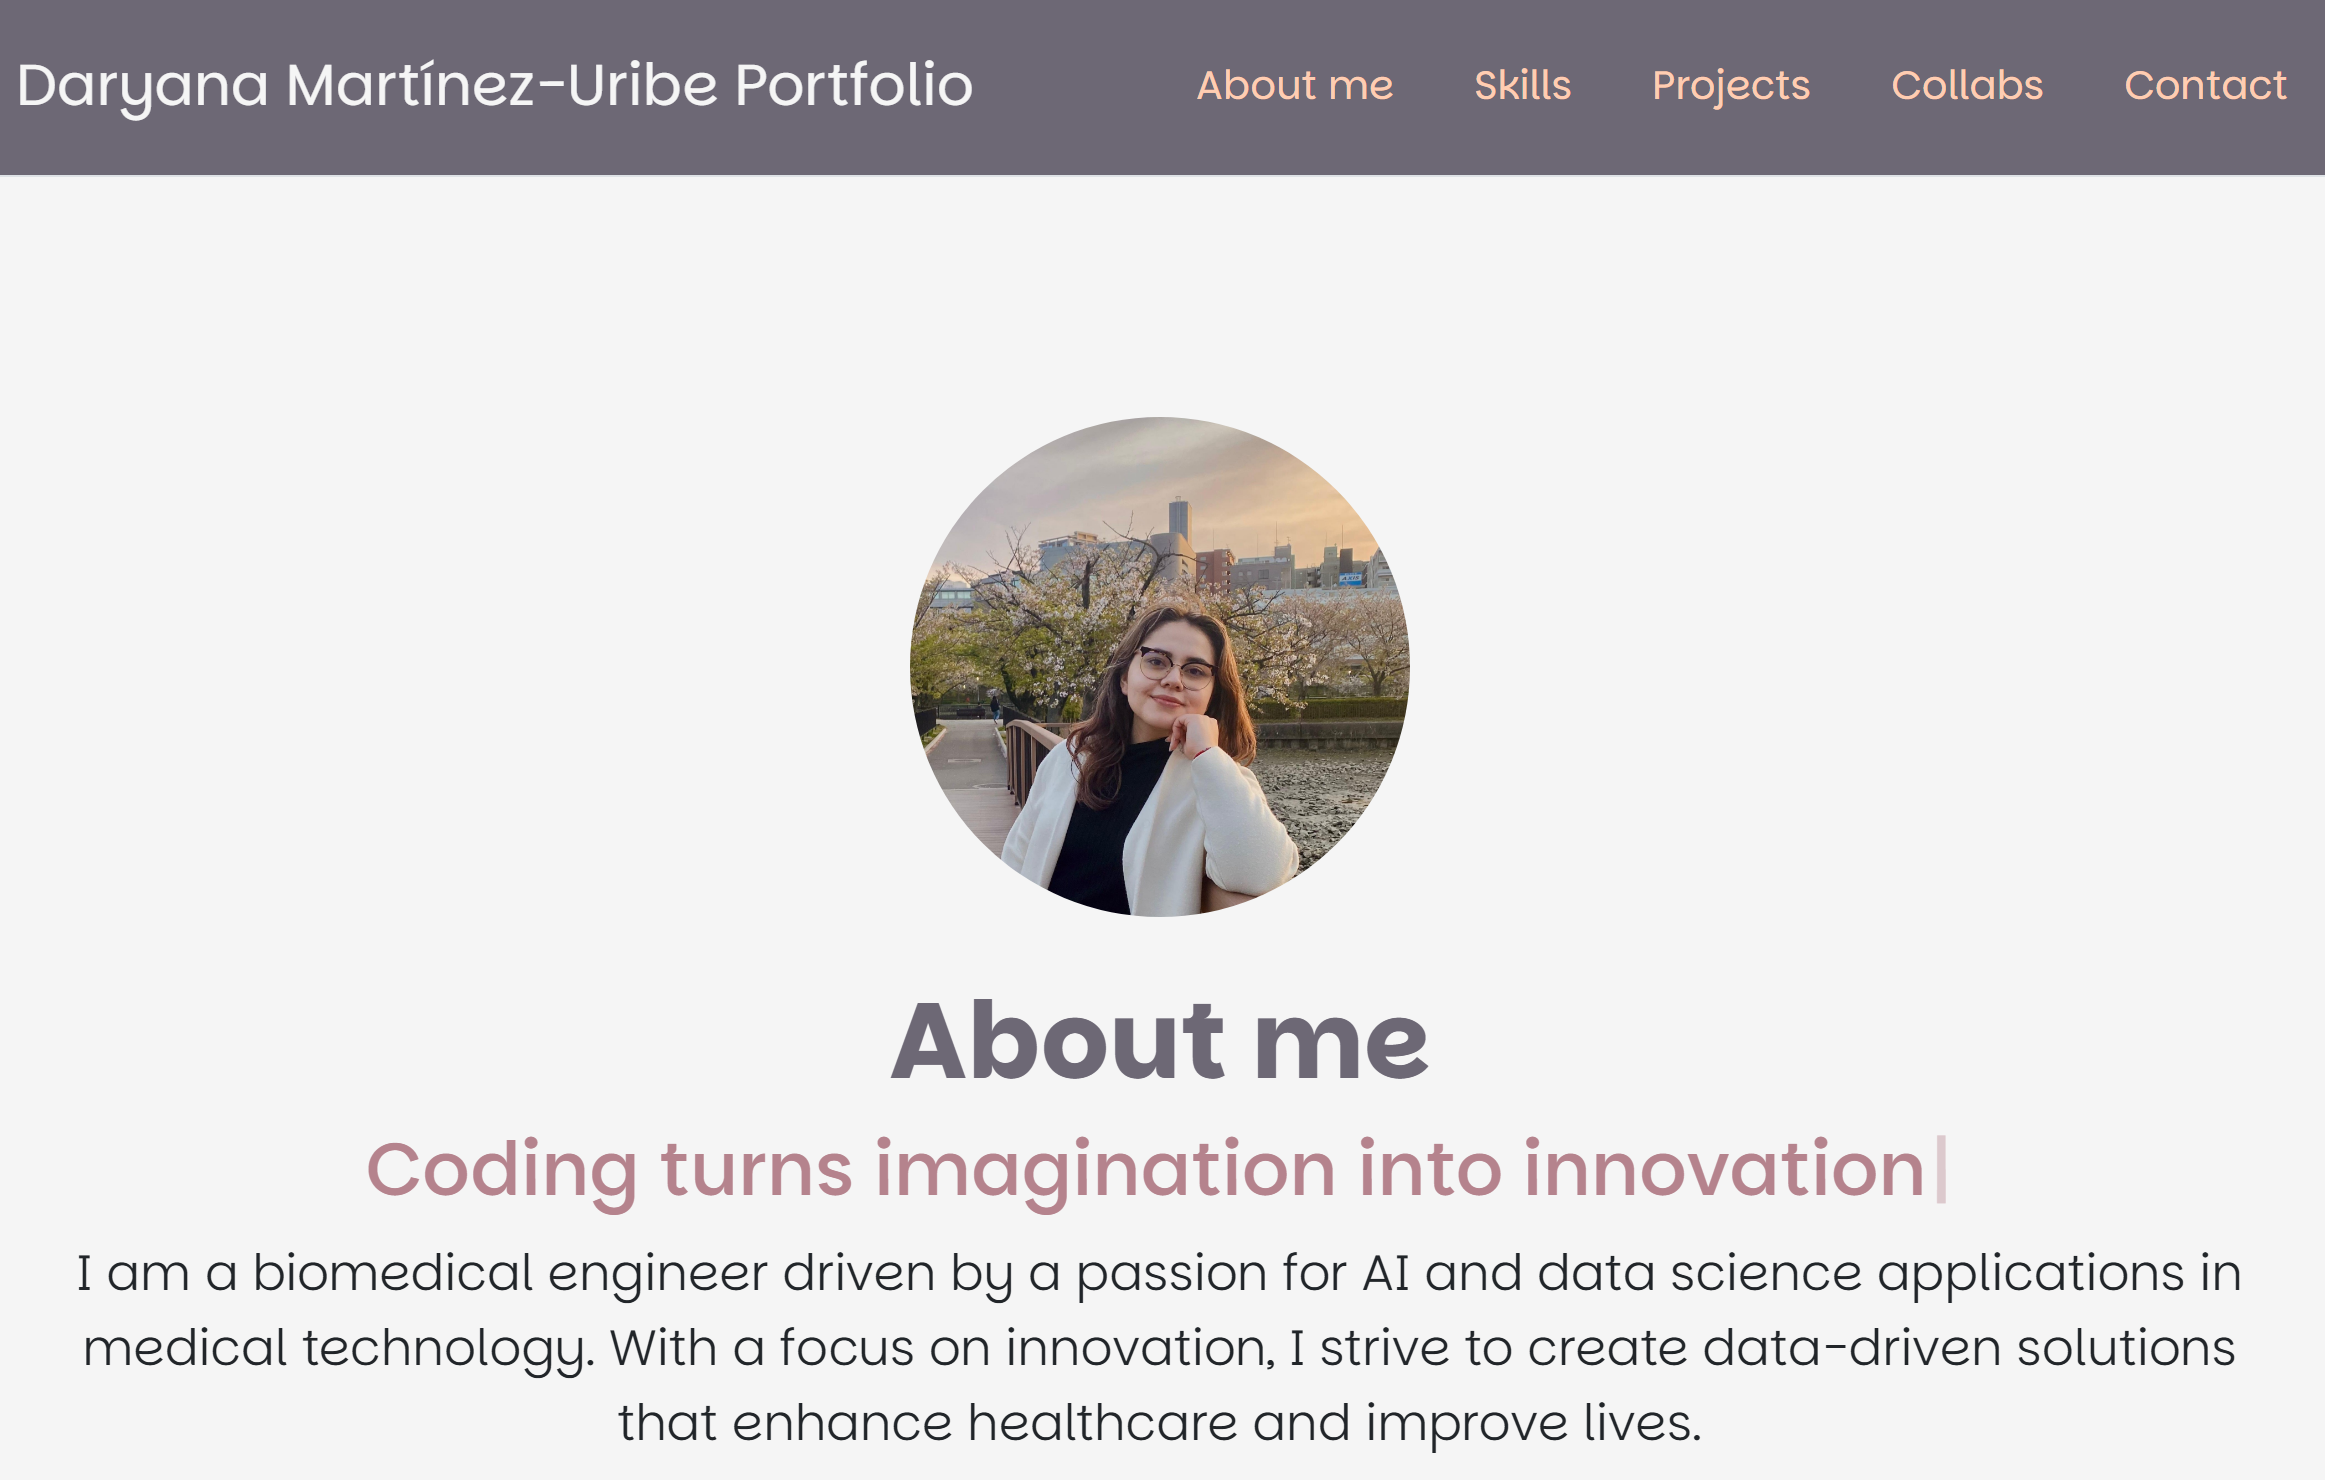 Daryana Martínez-Uribe Portfolio
About me
Skills
Projects
Collabs
Contact
About me
Coding turns imagination into innovation|
I am a biomedical engineer driven by a passion for AI and data science applications in
medical technology. With a focus on innovation, I strive to create data-driven solutions
that enhance healthcare and improve lives.